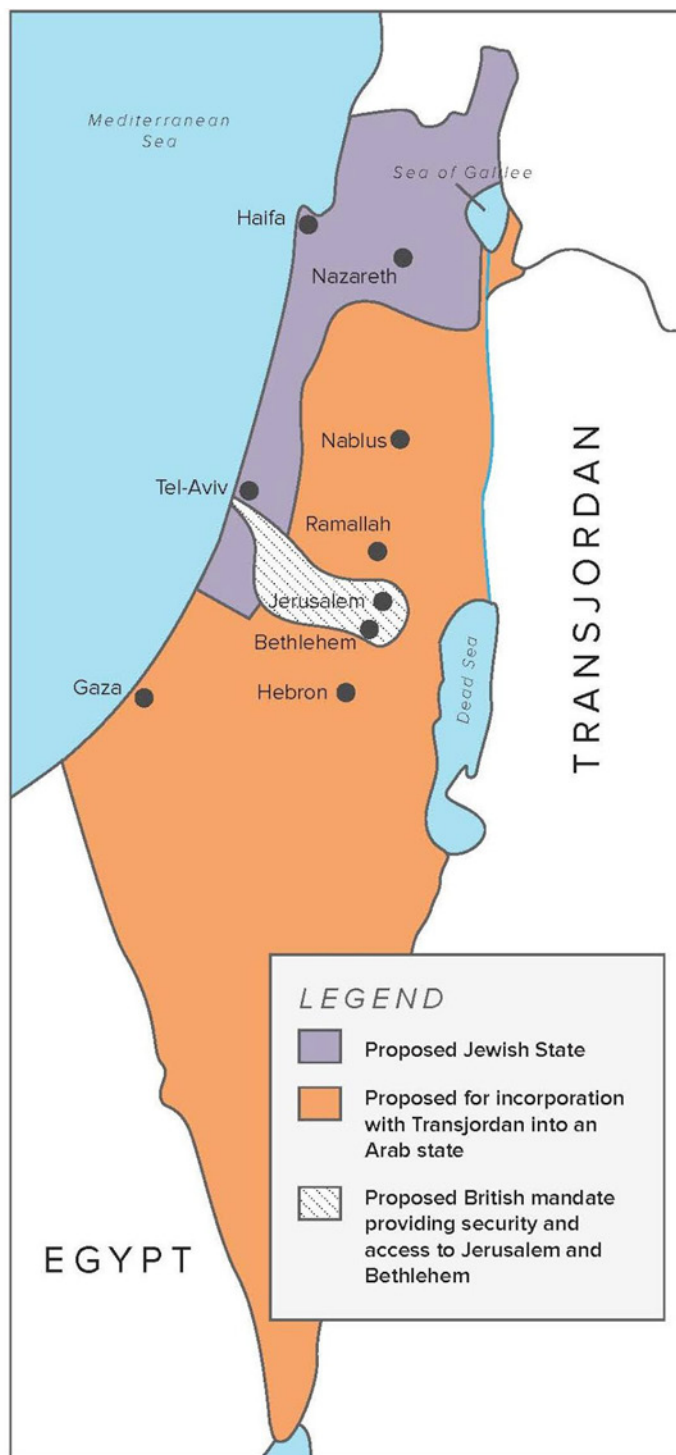 Mediterranean
Sea
Sea of Galilee
Haifa
Nazareth
Nablus
Tel-Aviv
Ramallah
TRANSJORDAN
Jerusalem
Bethlehem
Gaza
Hebron
Dead Sea
LEGEND
Proposed Jewish State
Proposed for incorporation
with Transjordan into an
Arab state
Proposed British mandate
providing security and
access to Jerusalem and
Bethlehem
EGYPT